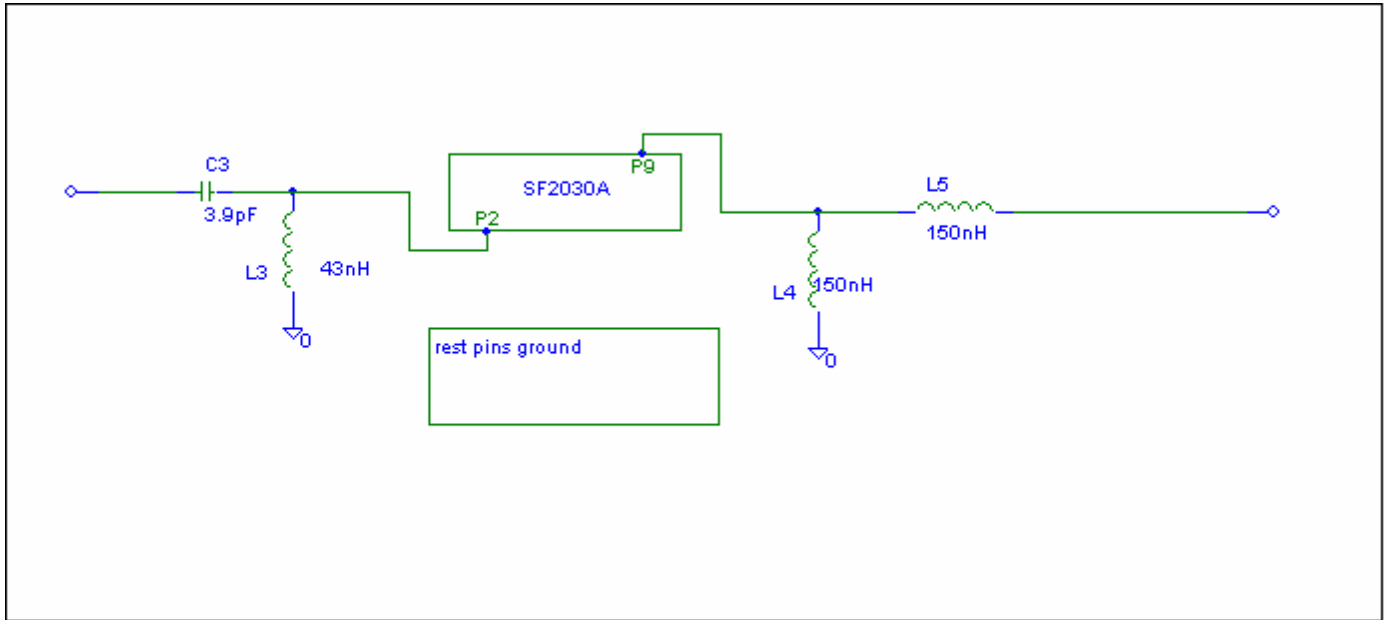 C3
3.9pF
L3
43nH
0
P2
SF2030A
P9
L5
150nH
L4
150nH
0
rest pins ground